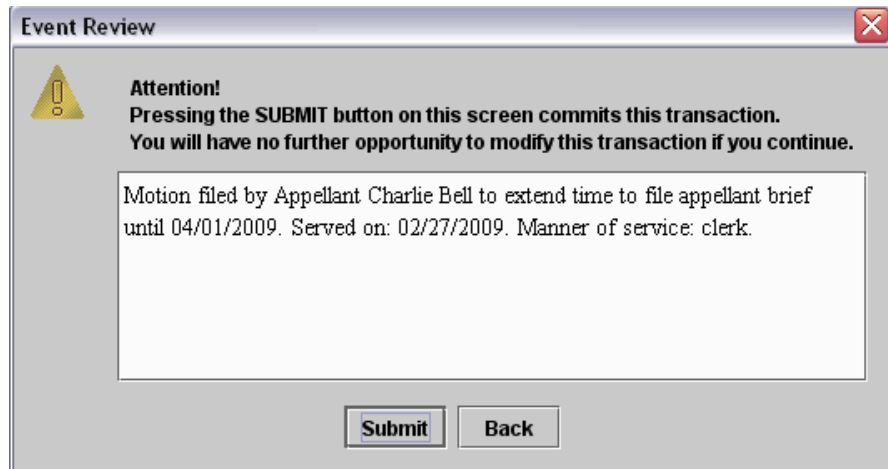 Event Review
Attention!
Pressing the SUBMIT button on this screen commits this transaction.
You will have no further opportunity to modify this transaction if you continue.
Motion filed by Appellant Charlie Bell to extend time to file appellant brief
until 04/01/2009. Served on: 02/27/2009. Manner of service: clerk.
Submit Back